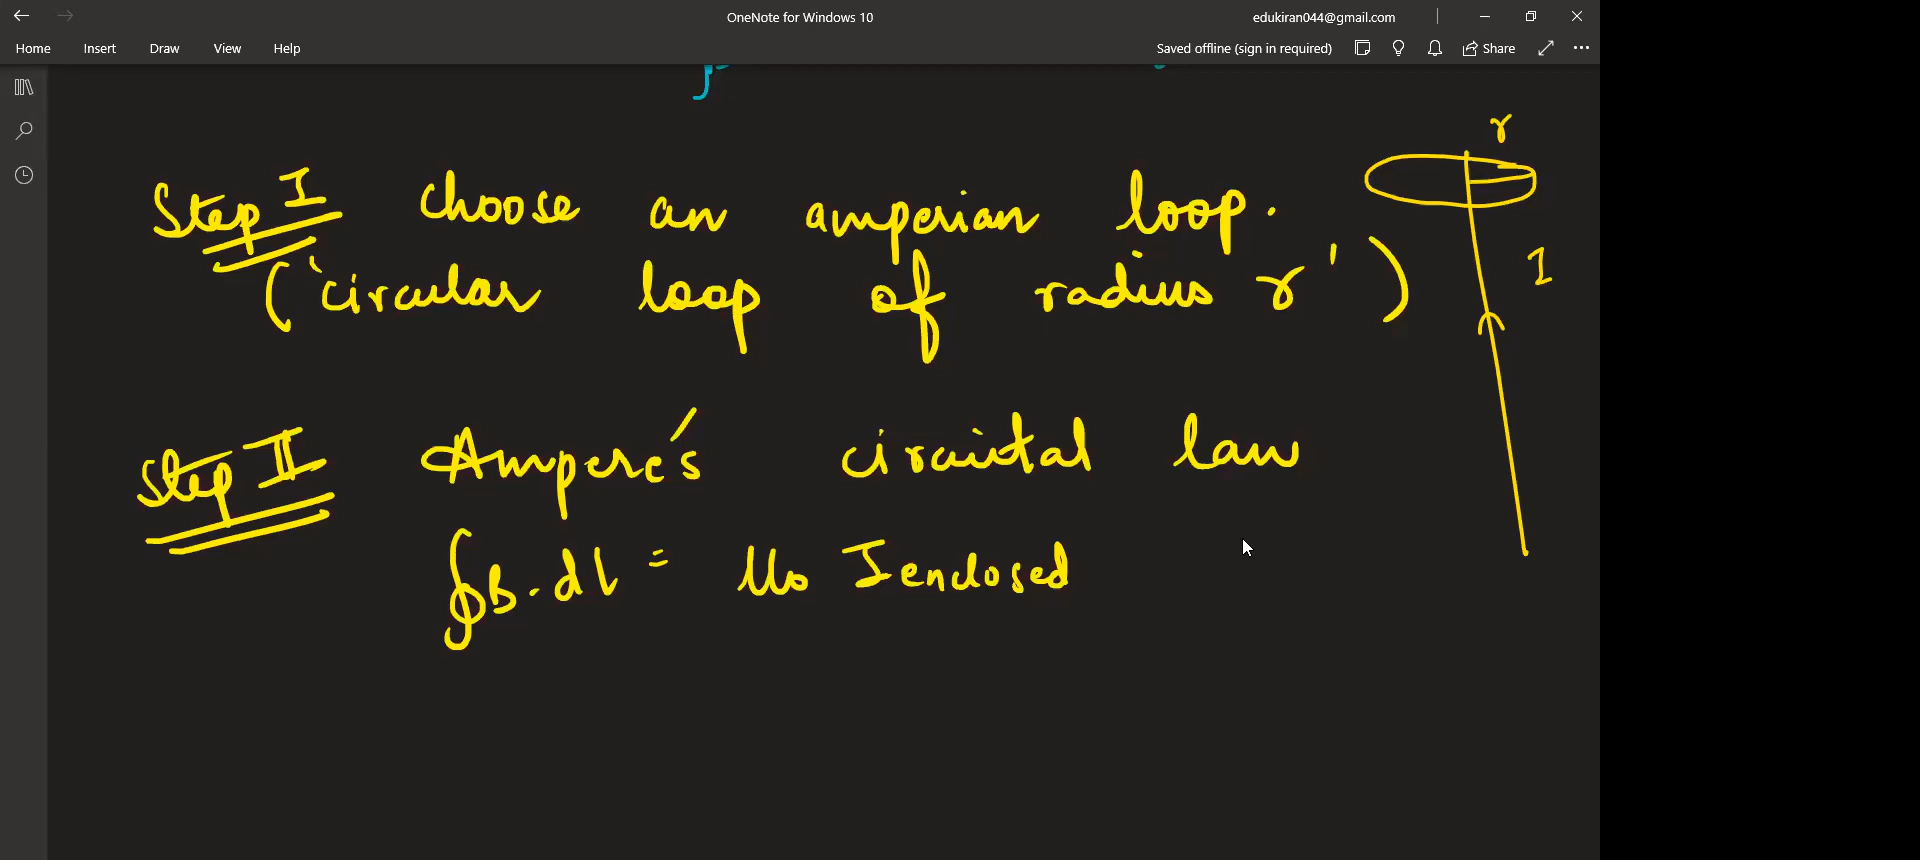 OneNote for Windows 10
edukiran044@gmail.com
Home Insert Draw View Help
Saved offline (sign in required) Share
r
Step I choose an amperian loop.
('circular loop of radius r')
I
Step II Ampere's circuital law
∮B.dl = μo Ienclosed